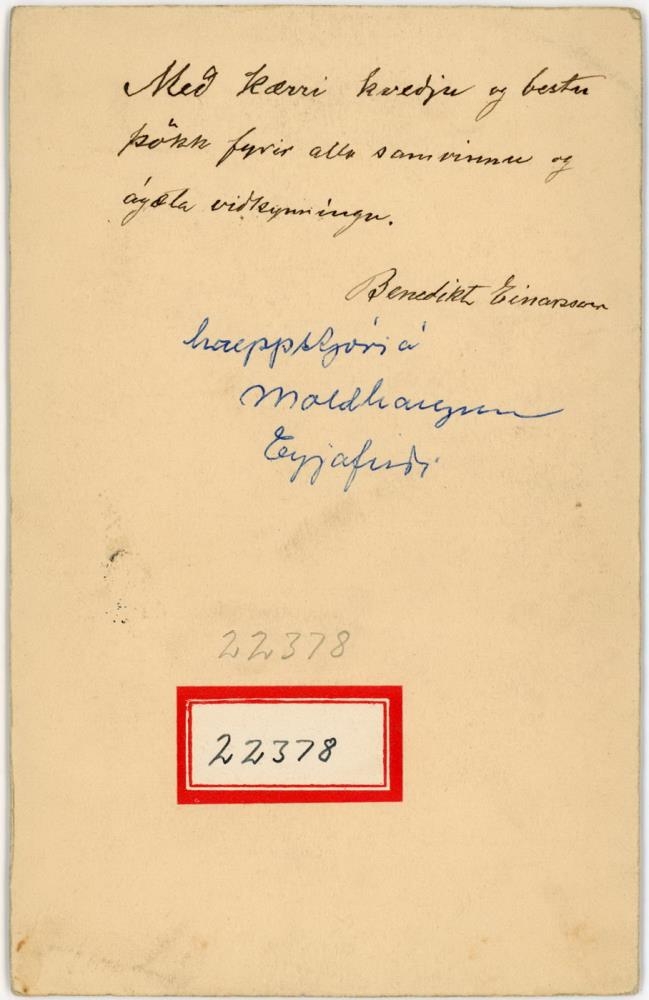 Með kærri kveðju og bestu
þökk fyrir alla samvinnu og
ágæta viðkynningu.
Benedikt Einarsson
hreppstjóri á
Moldhaugum
Eyjafirði
22378
22378